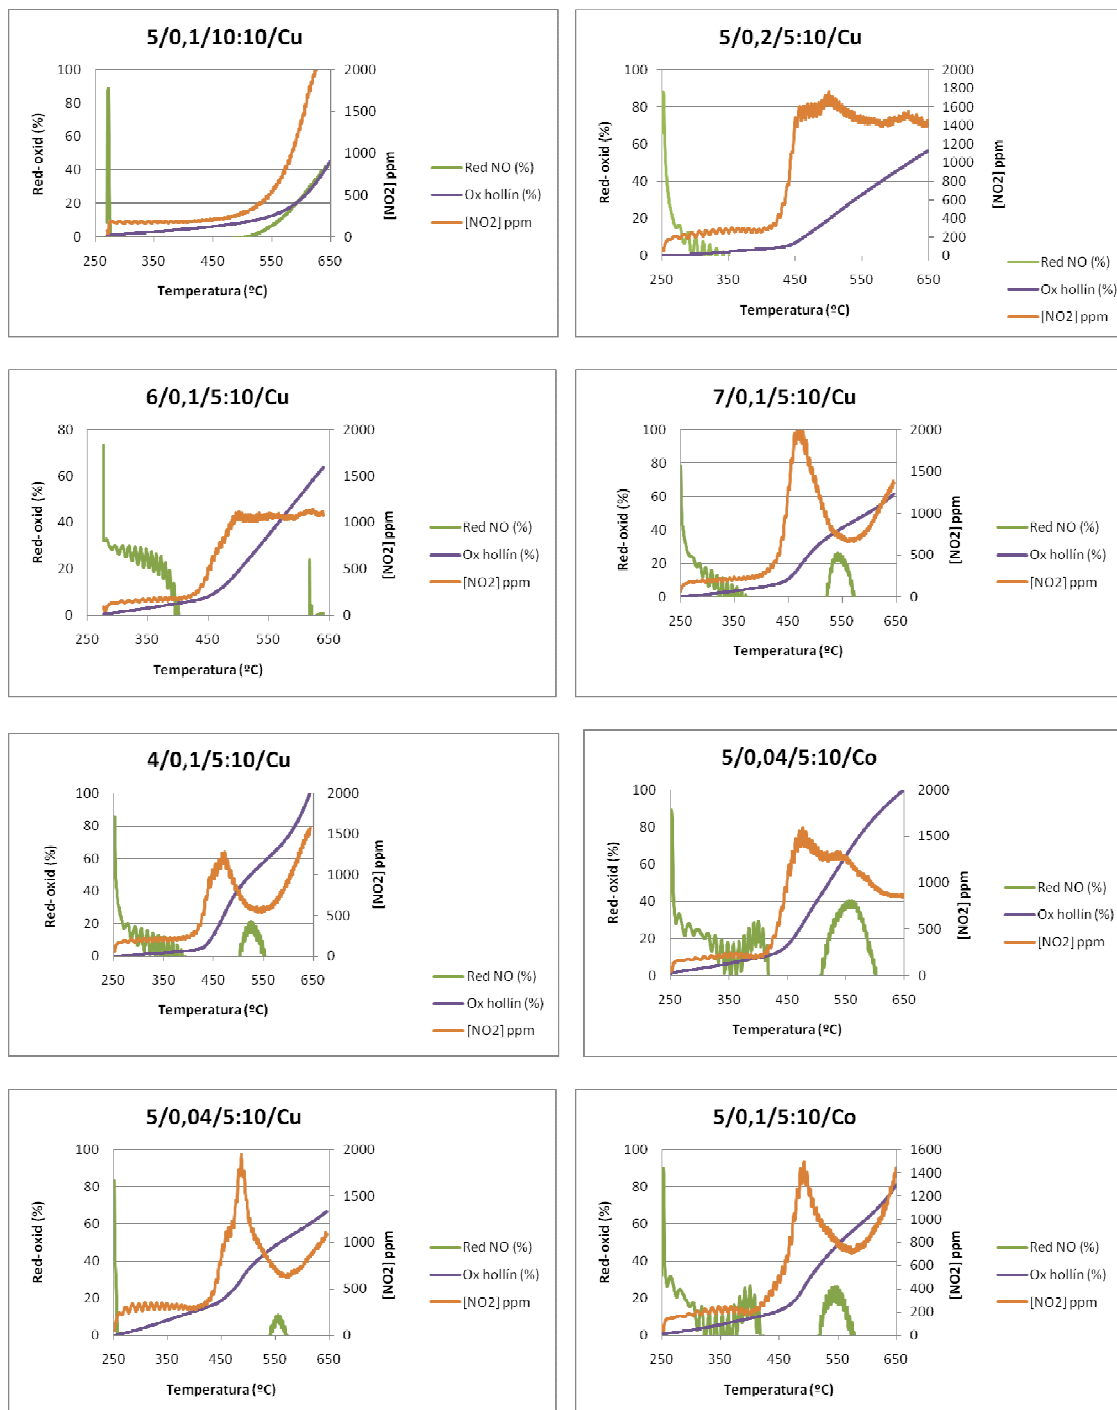 5/0,1/10:10/Cu
Red-oxid (%)
100
80
60
40
20
0
2000
1500
1000
500
0
[NO2] ppm
250 350 450 550 650
Temperatura (ºC)
Red NO (%)
Ox hollín (%)
[NO2] ppm
5/0,2/5:10/Cu
Red-oxid (%)
100
80
60
40
20
0
2000
1800
1600
1400
1200
1000
800
600
400
200
0
[NO2] ppm
250 350 450 550 650
Temperatura (ºC)
Red NO (%)
Ox hollín (%)
[NO2] ppm
6/0,1/5:10/Cu
Red-oxid (%)
80
60
40
20
0
2000
1500
1000
500
0
[NO2] ppm
250 350 450 550 650
Temperatura (ºC)
Red NO (%)
Ox hollín (%)
[NO2] ppm
7/0,1/5:10/Cu
Red-oxid (%)
100
80
60
40
20
0
2000
1500
1000
500
0
[NO2] ppm
250 350 450 550 650
Temperatura (ºC)
Red NO (%)
Ox hollín (%)
[NO2] ppm
4/0,1/5:10/Cu
Red-oxid (%)
100
80
60
40
20
0
2000
1500
1000
500
0
[NO2] ppm
250 350 450 550 650
Temperatura (ºC)
Red NO (%)
Ox hollín (%)
[NO2] ppm
5/0,04/5:10/Co
Red-oxid (%)
100
80
60
40
20
0
2000
1500
1000
500
0
[NO2] ppm
250 350 450 550 650
Temperatura (ºC)
Red NO (%)
Ox hollín (%)
[NO2] ppm
5/0,04/5:10/Cu
Red-oxid (%)
100
80
60
40
20
0
2000
1500
1000
500
0
[NO2] ppm
250 350 450 550 650
Temperatura (ºC)
Red NO (%)
Ox hollín (%)
[NO2] ppm
5/0,1/5:10/Co
Red-oxid (%)
100
80
60
40
20
0
1600
1400
1200
1000
800
600
400
200
0
[NO2] ppm
250 350 450 550 650
Temperatura (ºC)
Red NO (%)
Ox hollín (%)
[NO2] ppm